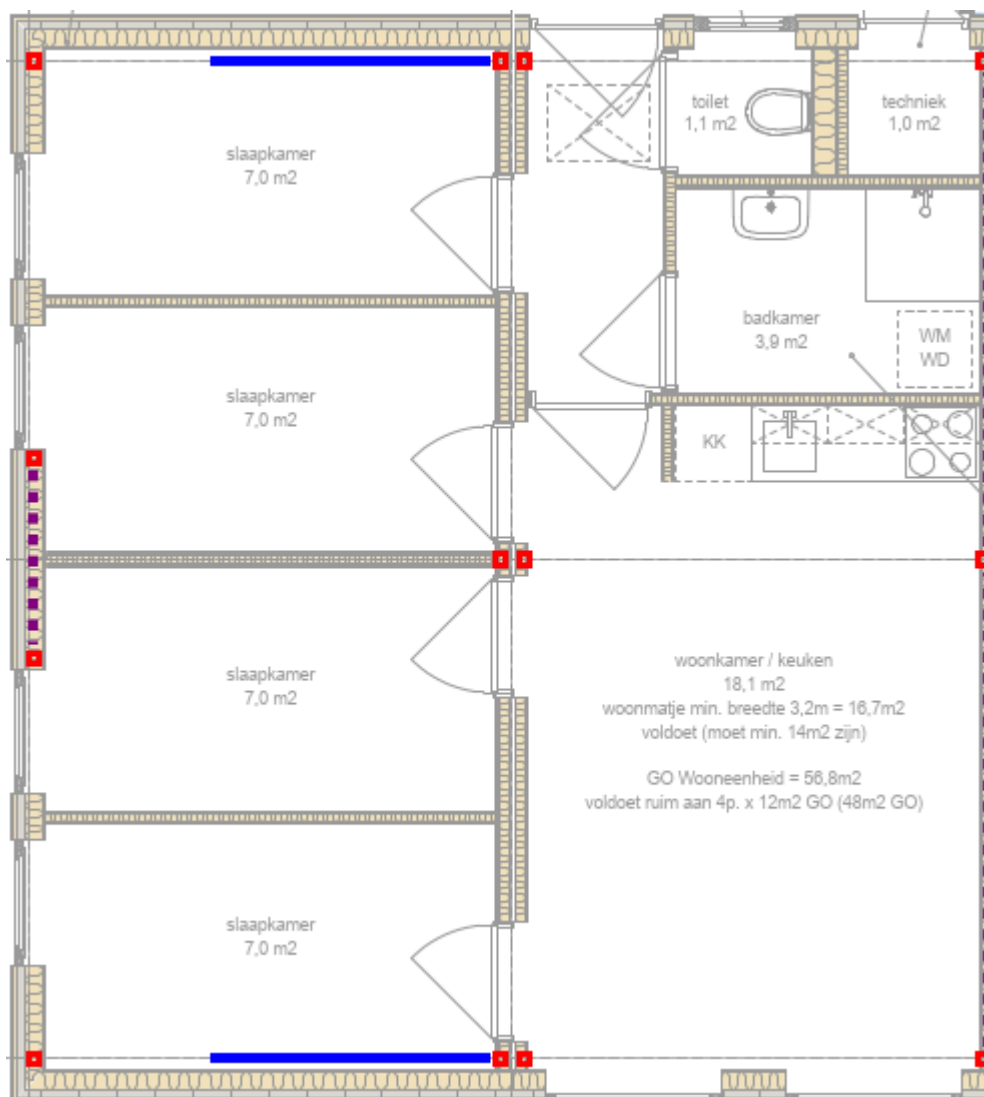 toilet
1,1 m2
techniek
1,0 m2
slaapkamer
7,0 m2
badkamer
3,9 m2
WM
WD
slaapkamer
7,0 m2
KK
slaapkamer
7,0 m2
woonkamer / keuken
18,1 m2
woonmatje min. breedte 3,2m = 16,7m2
voldoet (moet min. 14m2 zijn)
GO Wooneenheid = 56,8m2
voldoet ruim aan 4p. x 12m2 GO (48m2 GO)
slaapkamer
7,0 m2